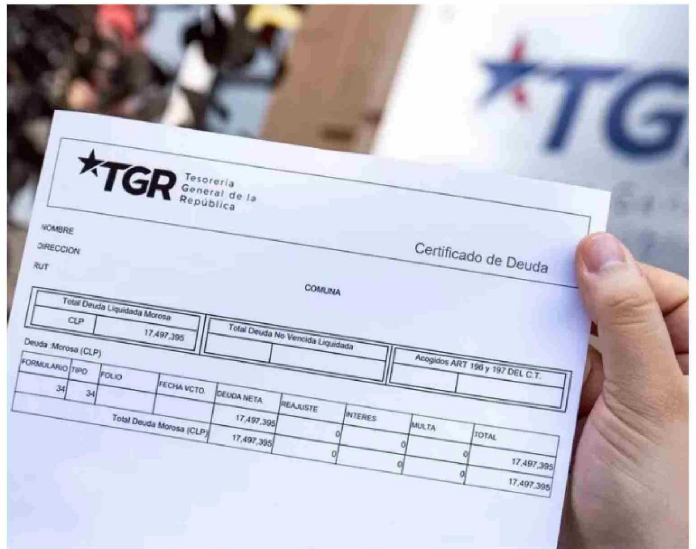 TG
TGR
Tesorería
General de la
República
Certificado de Deuda
NOMBRE
DIRECCION
COMUNA
RUT
Total Deuda Liquidada Morosa
CLP 17,497,395
Total Deuda No Vencida Liquidada
Acogidos ART 196 y 197 DEL C.T.
Deuda :Morosa (CLP)
FORMULARIO TIPO FOLIO FECHA VCTO. DEUDA NETA REAJUSTE INTERES MULTA TOTAL
34 34 17,497,395 0 0 0 17,497,395
Total Deuda Morosa (CLP) 17,497,395 0 0 0 17,497,395